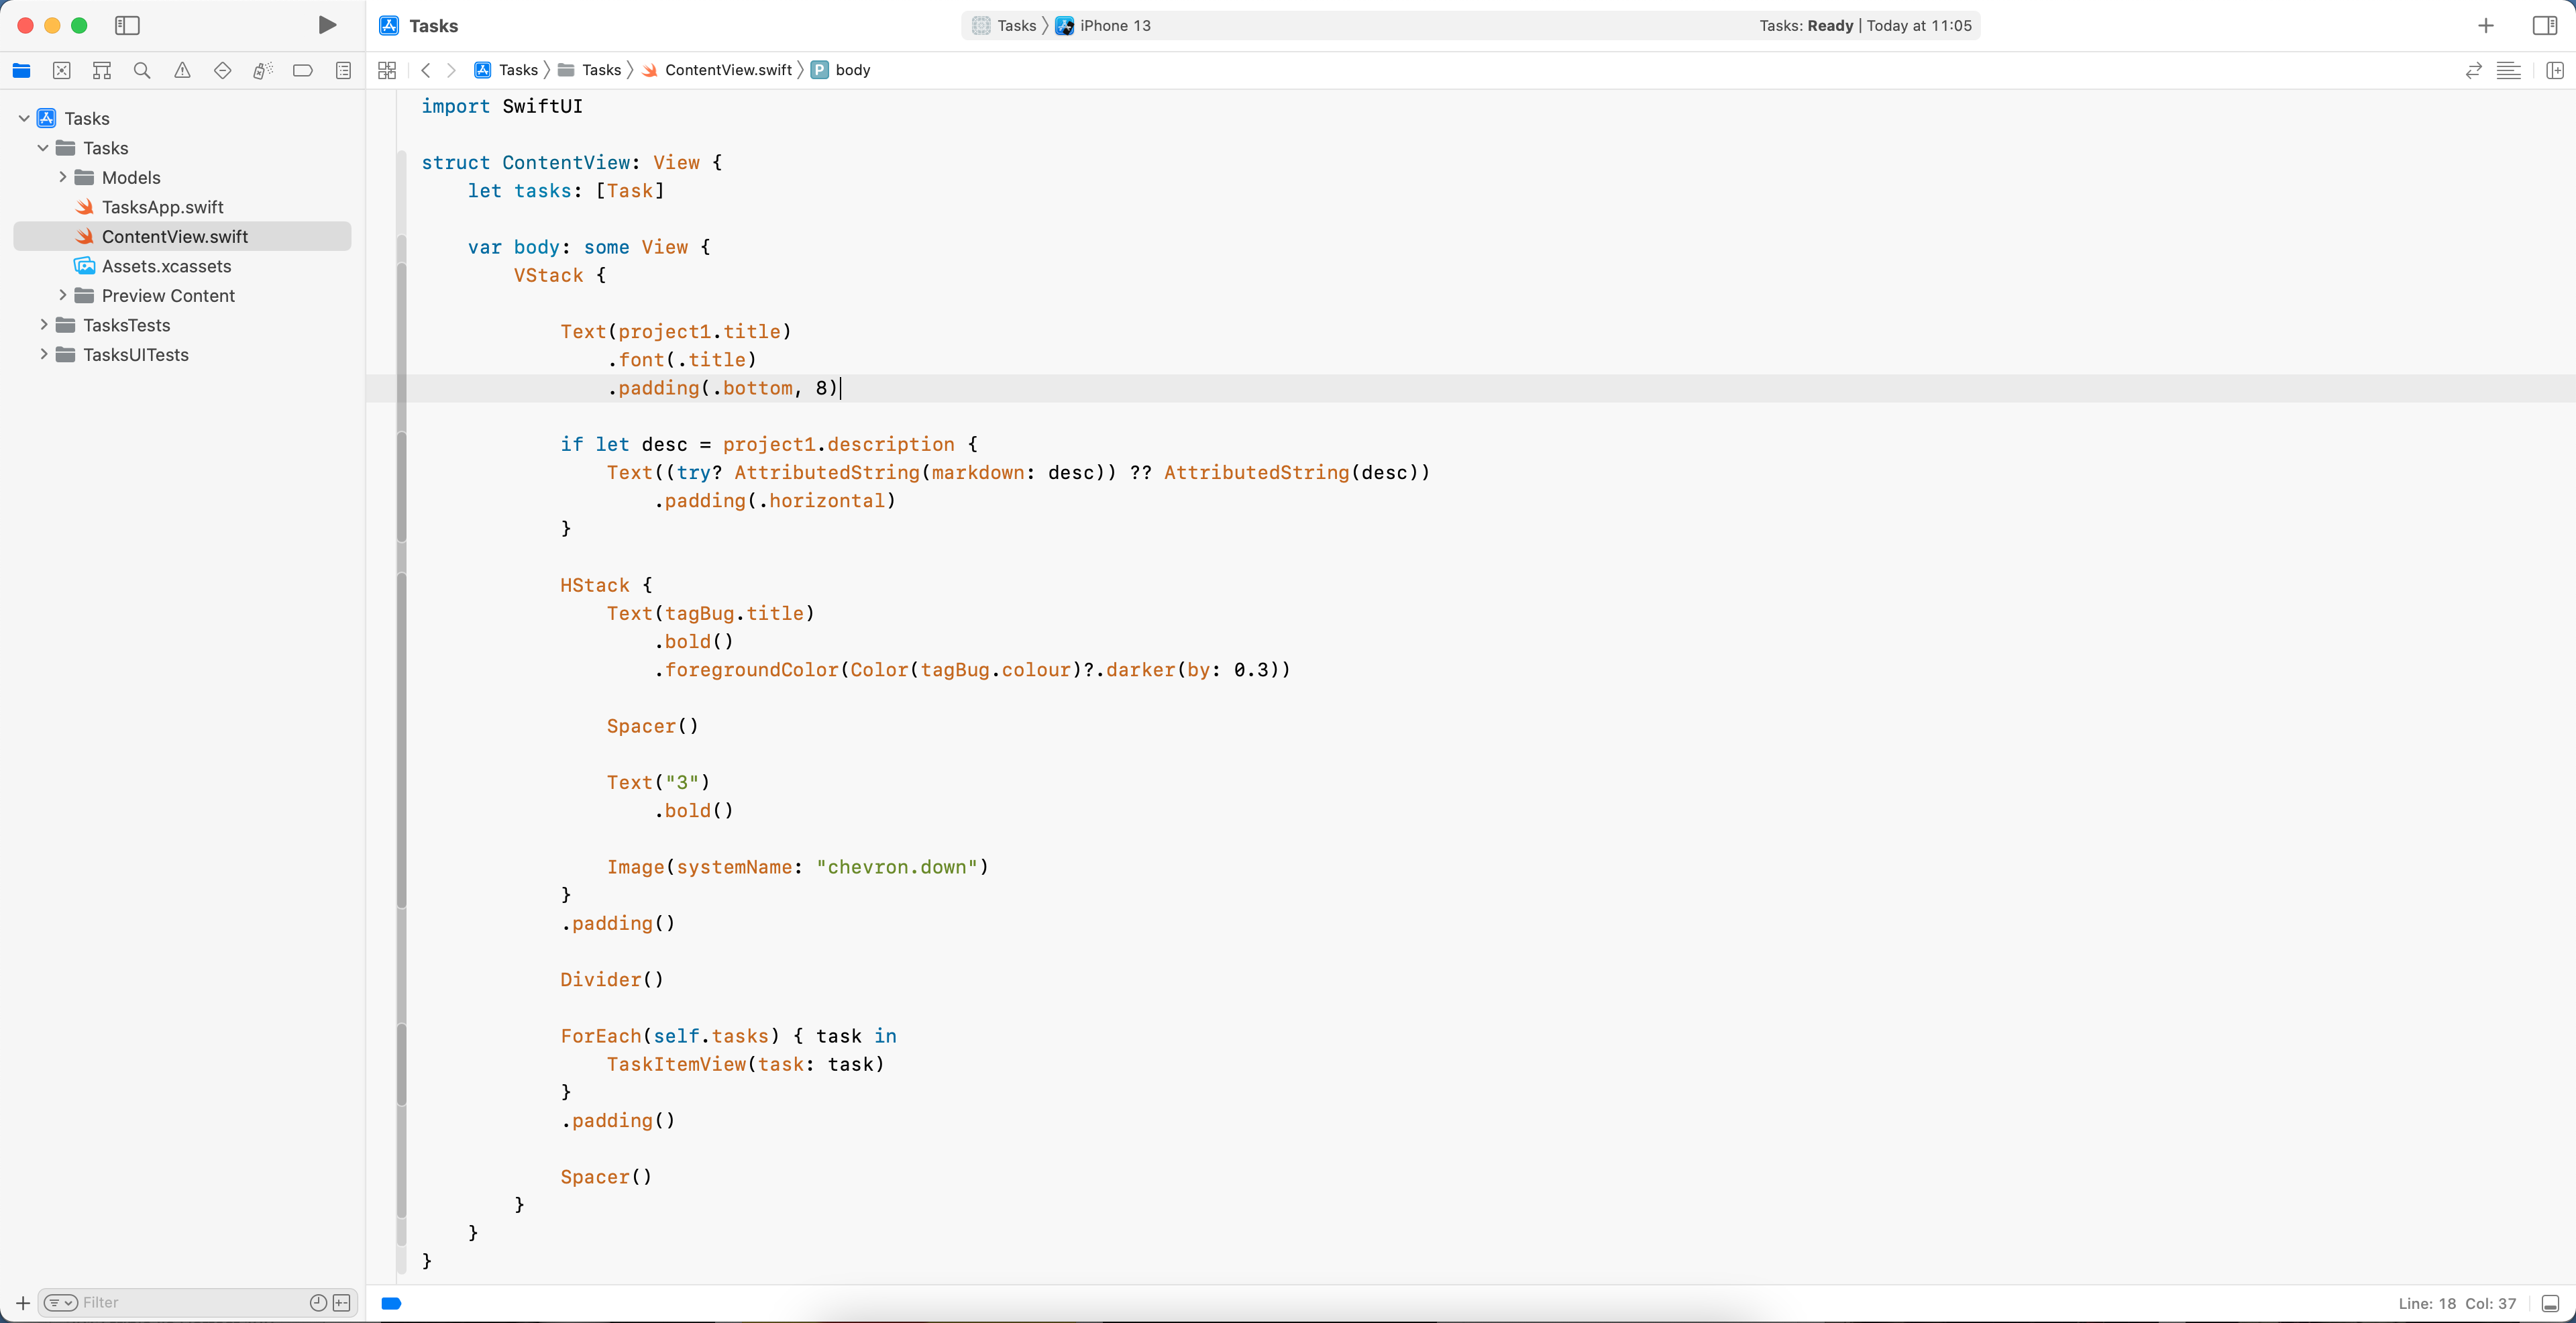 Tasks
Tasks iPhone 13
Tasks: Ready | Today at 11:05
Tasks Tasks ContentView.swift P body
Tasks
Tasks
Models
TasksApp.swift
ContentView.swift
Assets.xcassets
Preview Content
TasksTests
TasksUITests
import SwiftUI
struct ContentView: View {
let tasks: [Task]
var body: some View {
VStack {
Text(project1.title)
.font(.title)
.padding(.bottom, 8)
if let desc = project1.description {
Text((try? AttributedString(markdown: desc)) ?? AttributedString(desc))
.padding(.horizontal)
}
HStack {
Text(tagBug.title)
.bold()
.foregroundColor(Color(tagBug.colour)?.darker(by: 0.3))
Spacer()
Text("3")
.bold()
Image(systemName: "chevron.down")
}
.padding()
Divider()
ForEach(self.tasks) { task in
TaskItemView(task: task)
}
.padding()
Spacer()
}
}
}
Filter
Line: 18 Col: 37